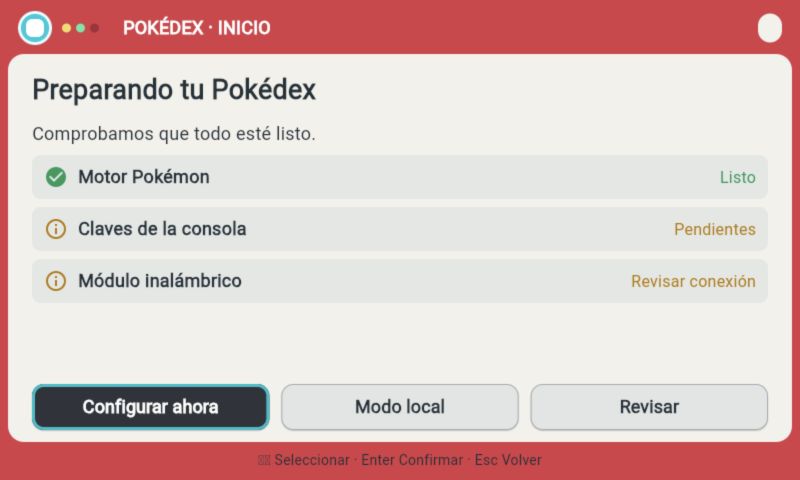 POKÉDEX · INICIO
Preparando tu Pokédex
Comprobamos que todo esté listo.
Motor Pokémon Listo
Claves de la consola Pendientes
Módulo inalámbrico Revisar conexión
Configurar ahora Modo local Revisar
Seleccionar · Enter Confirmar · Esc Volver